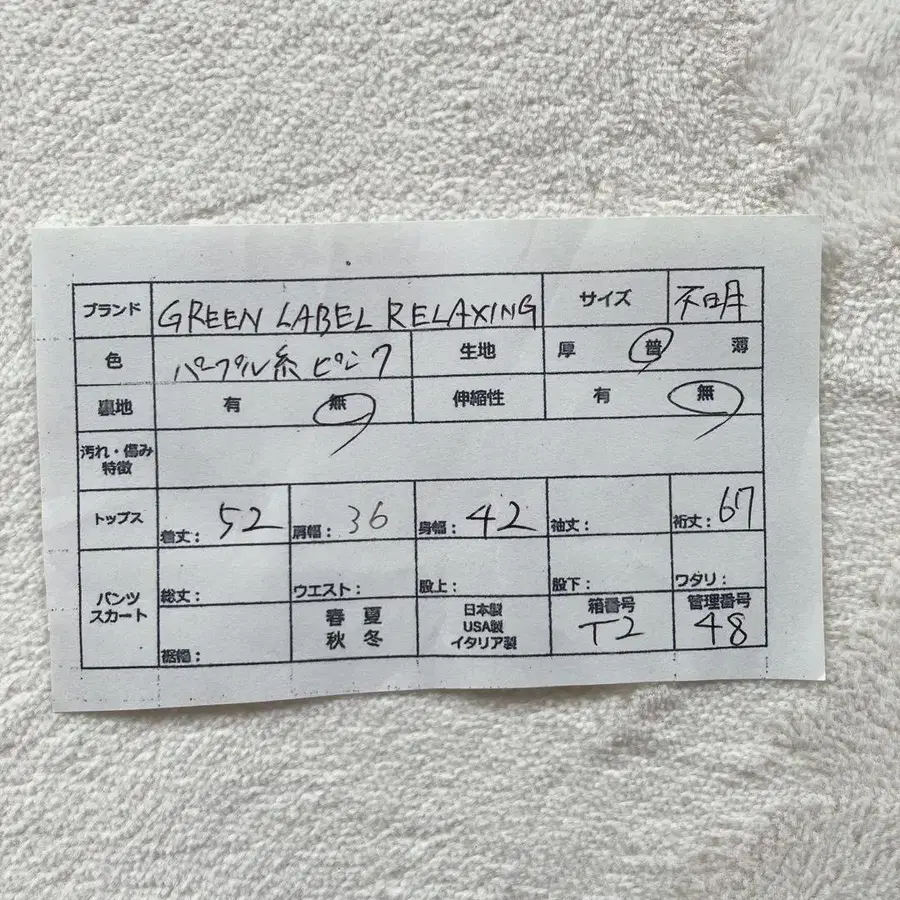 ブランド GREEN LABEL RELAXING サイズ 不明
色 パープル系ピンク 生地 厚 普 薄
裏地 有 無 伸縮性 有 無
汚れ・傷み
特徴
トップス 着丈： 52 肩幅： 36 身幅： 42 袖丈： 裄丈： 67
パンツ
スカート
総丈： ウエスト： 股上： 股下： ワタリ：
裾幅：
春 夏
秋 冬
日本製
USA製
イタリア製
箱番号
T2
管理番号
48